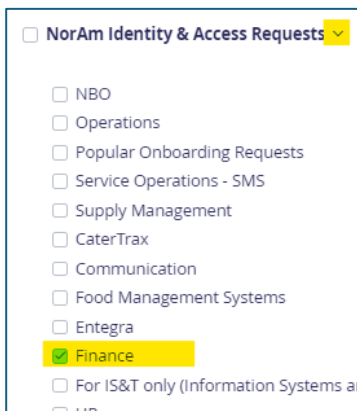 NorAm Identity & Access Requests
NBO
Operations
Popular Onboarding Requests
Service Operations - SMS
Supply Management
CaterTrax
Communication
Food Management Systems
Entegra
Finance
For IS&T only (Information Systems a